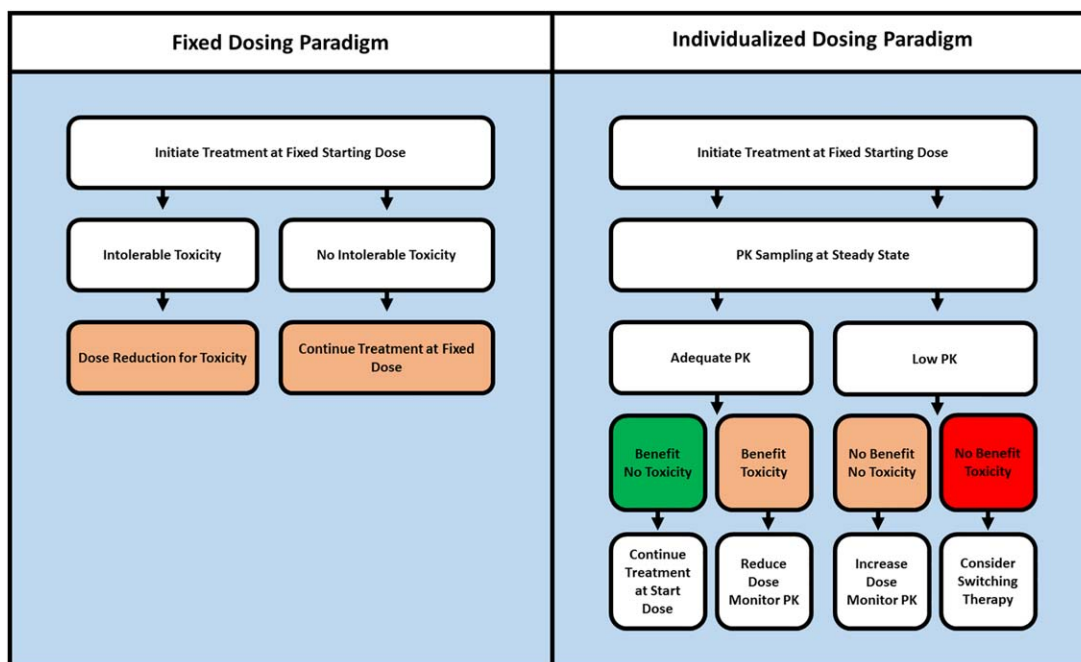 Fixed Dosing Paradigm
Initiate Treatment at Fixed Starting Dose
Intolerable Toxicity
No Intolerable Toxicity
Dose Reduction for Toxicity
Continue Treatment at Fixed
Dose
Individualized Dosing Paradigm
Initiate Treatment at Fixed Starting Dose
PK Sampling at Steady State
Adequate PK
Low PK
Benefit
No Toxicity
Benefit
Toxicity
No Benefit
No Toxicity
No Benefit
Toxicity
Continue
Treatment
at Start
Dose
Reduce
Dose
Monitor PK
Increase
Dose
Monitor PK
Consider
Switching
Therapy